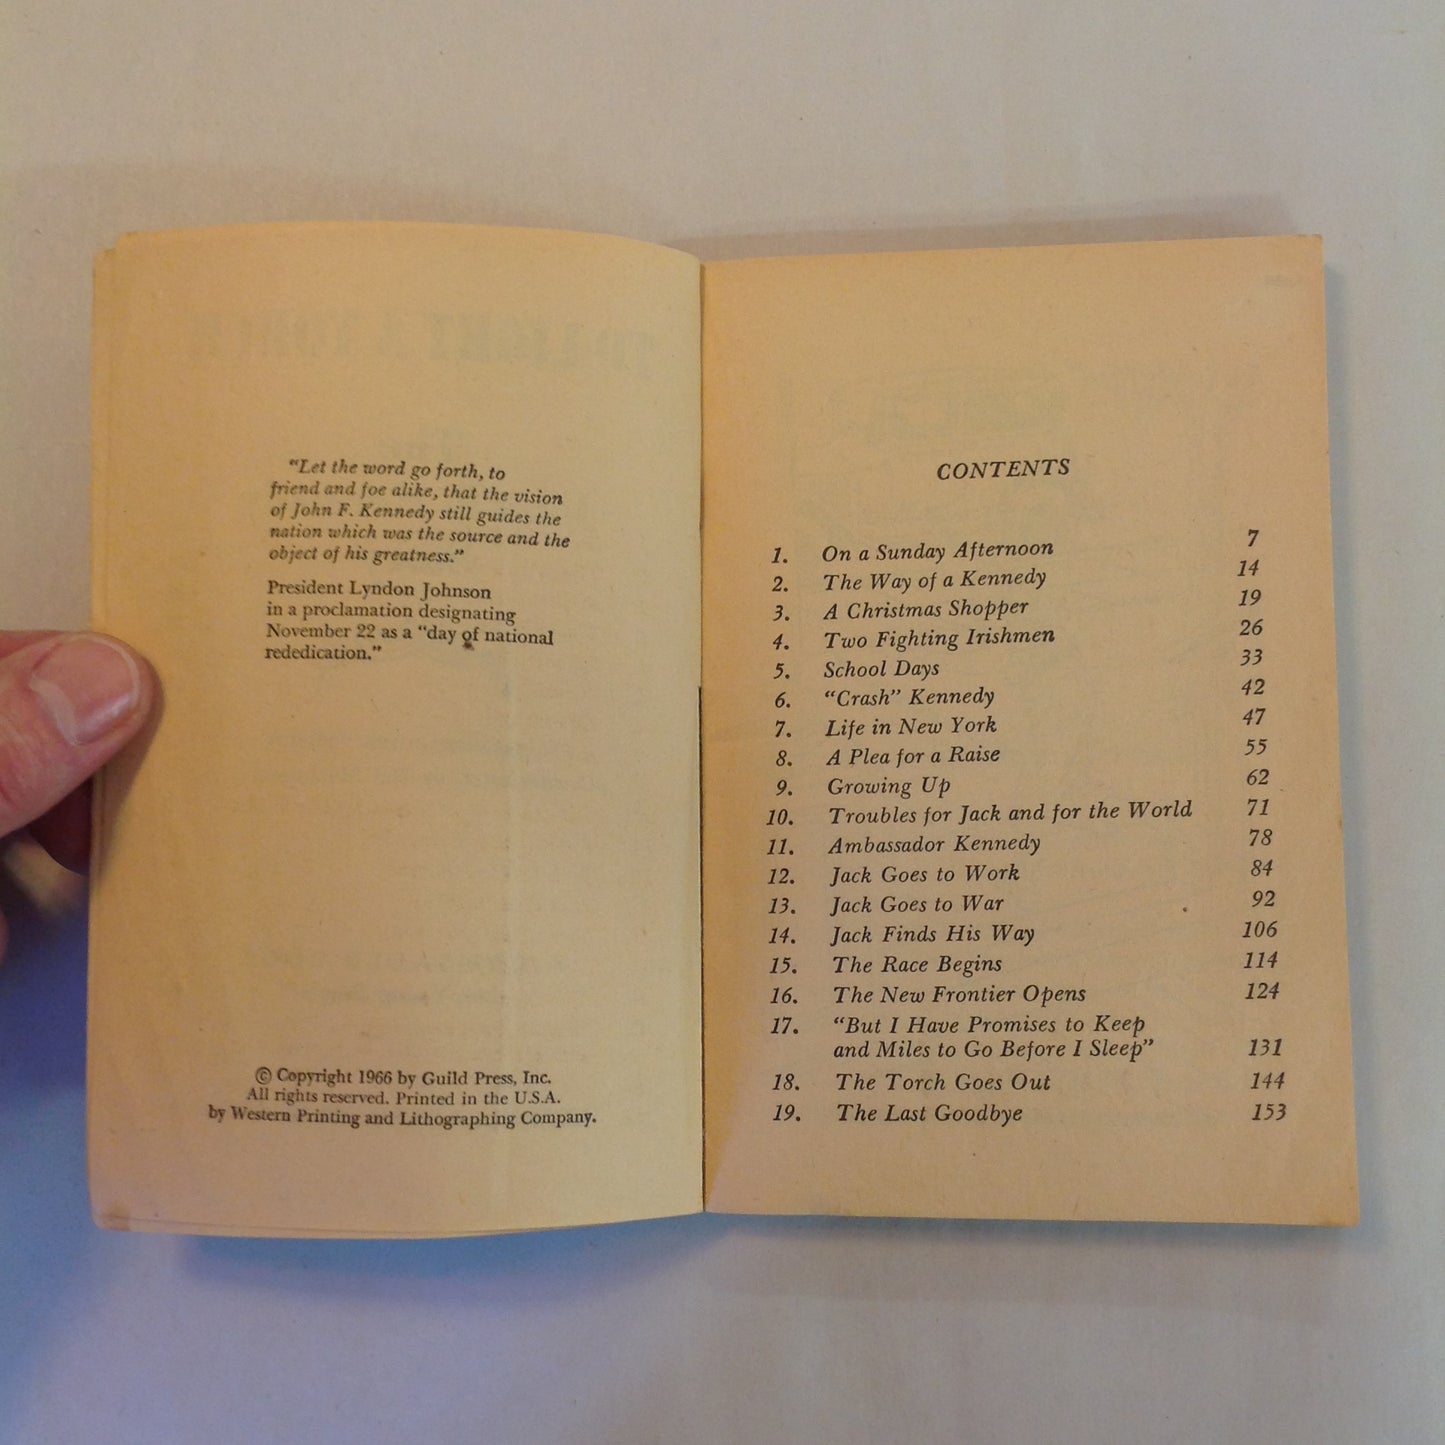 "Let the word go forth, to
friend and foe alike, that the vision
of John F. Kennedy still guides the
nation which was the source and the
object of his greatness."
President Lyndon Johnson
in a proclamation designating
November 22 as a "day of national
rededication."
© Copyright 1966 by Guild Press, Inc.
All rights reserved. Printed in the U.S.A.
by Western Printing and Lithographing Company.
CONTENTS
1. On a Sunday Afternoon 7
2. The Way of a Kennedy 14
3. A Christmas Shopper 19
4. Two Fighting Irishmen 26
5. School Days 33
6. "Crash" Kennedy 42
7. Life in New York 47
8. A Plea for a Raise 55
9. Growing Up 62
10. Troubles for Jack and for the World 71
11. Ambassador Kennedy 78
12. Jack Goes to Work 84
13. Jack Goes to War 92
14. Jack Finds His Way 106
15. The Race Begins 114
16. The New Frontier Opens 124
17. "But I Have Promises to Keep
and Miles to Go Before I Sleep" 131
18. The Torch Goes Out 144
19. The Last Goodbye 153